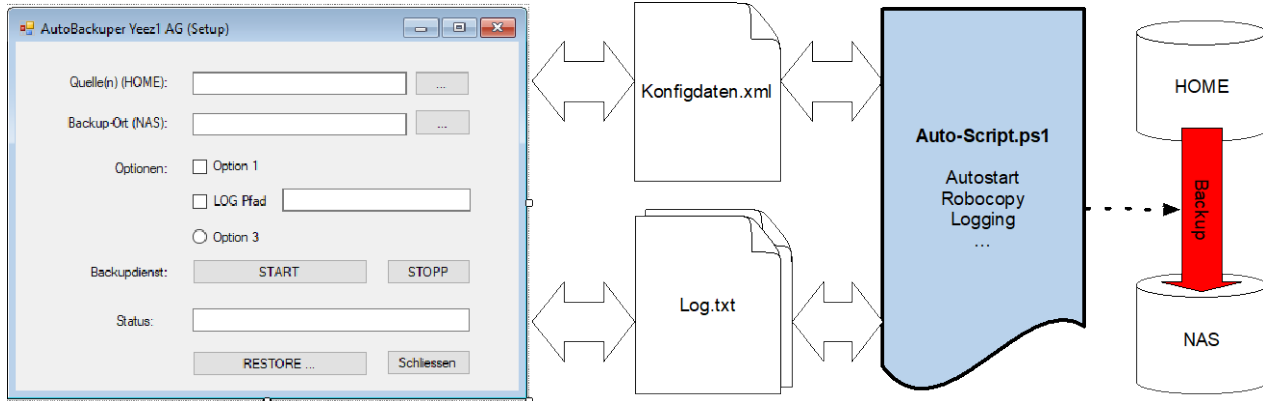 AutoBackuper Yeez1 AG (Setup)
Quelle(n) (HOME):
...
Backup-Ort (NAS):
...
Optionen:
Option 1
LOG Pfad
Option 3
Backupdienst:
START
STOPP
Status:
RESTORE ...
Schliessen
Konfigdaten.xml
Log.txt
Auto-Script.ps1
Autostart
Robocopy
Logging
...
HOME
Backup
NAS